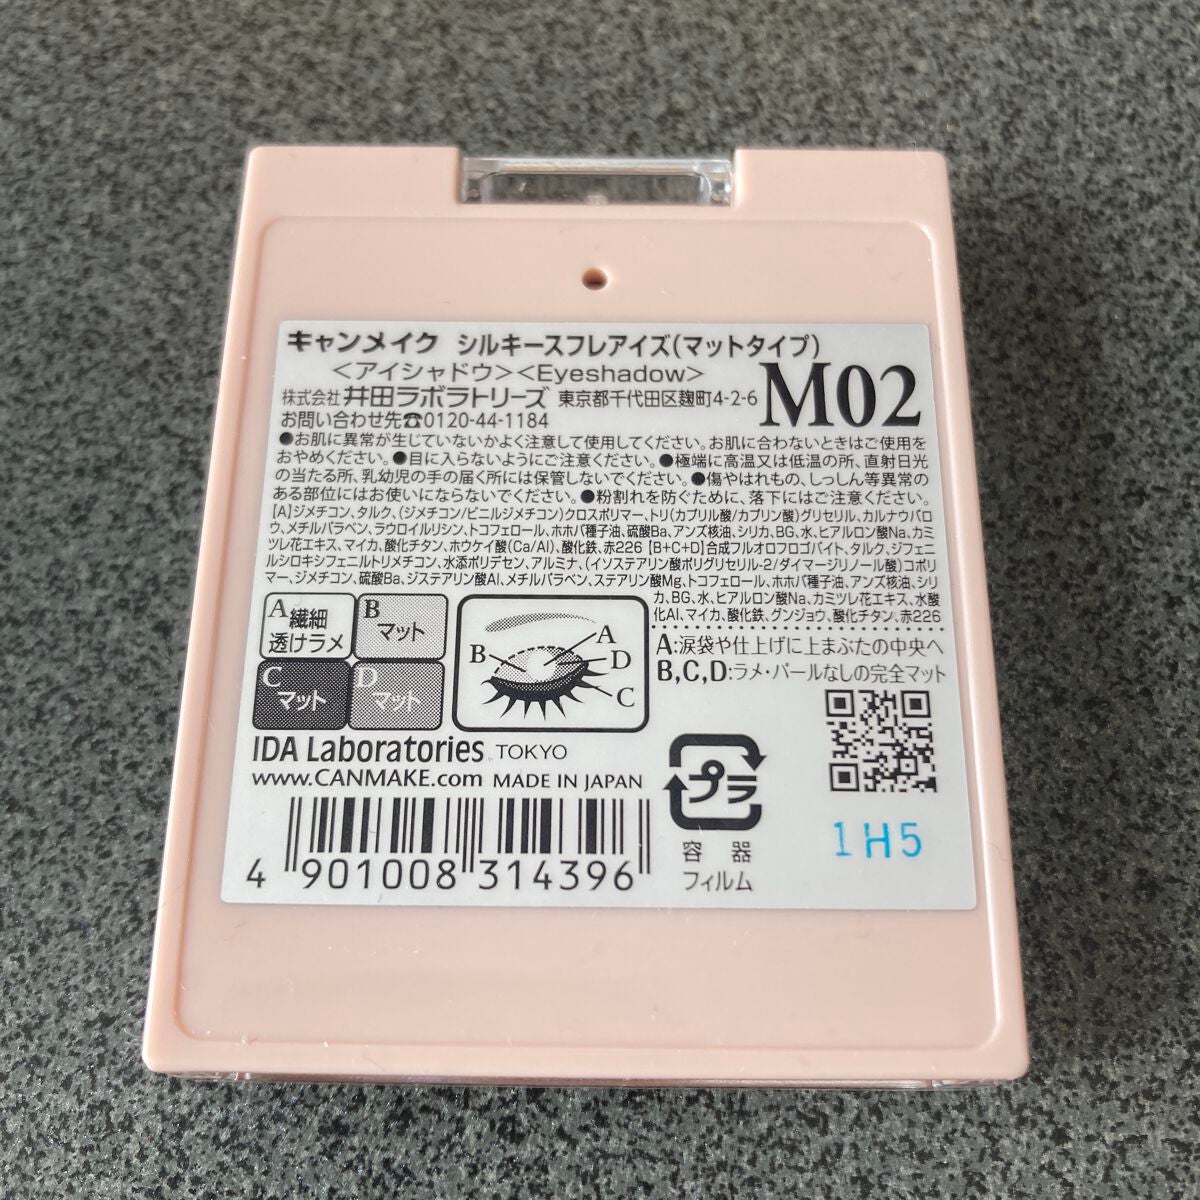 キャンメイク シルキースフレアイズ(マットタイプ)
<アイシャドウ><Eyeshadow>
M02
株式会社 井田ラボラトリーズ 東京都千代田区麹町4-2-6
お問い合わせ先☎0120-44-1184
●お肌に異常が生じていないかよく注意して使用してください。お肌に合わないときはご使用を
おやめください。●目に入らないようにご注意ください。●極端に高温又は低温の所、直射日光
の当たる所、乳幼児の手の届く所には保管しないでください。●傷やはれもの、しっしん等異常の
ある部位にはお使いにならないでください。●粉割れを防ぐために、落下にはご注意ください。
[A]ジメチコン、タルク、(ジメチコン/ビニルジメチコン)クロスポリマー、トリ(カプリル酸/カプリン酸)グリセリル、カルナウバロ
ウ、メチルパラベン、ラウロイルリシン、トコフェロール、ホホバ種子油、硫酸Ba、アンズ核油、シリカ、BG、水、ヒアルロン酸Na、カミ
ツレ花エキス、マイカ、酸化チタン、ホウケイ酸(Ca/Al)、酸化鉄、赤226 [B+C+D]合成フルオロフロゴパイト、タルク、ジフェニ
ルシロキシフェニルトリメチコン、水添ポリデセン、アルミナ、(イソステアリン酸ポリグリセリル-2/ダイマージリノール酸)コポリ
マー、ジメチコン、硫酸Ba、ジステアリン酸Al、メチルパラベン、ステアリン酸Mg、トコフェロール、ホホバ種子油、アンズ核油、シリ
カ、BG、水、ヒアルロン酸Na、カミツレ花エキス、水酸
化Al、マイカ、酸化鉄、グンジョウ、酸化チタン、赤226
A 繊細
透けラメ
B
マット
C
マット
D
マット
A
B
D
C
A:涙袋や仕上げに上まぶたの中央へ
B,C,D:ラメ・パールなしの完全マット
IDA Laboratories TOKYO
www.CANMAKE.com MADE IN JAPAN
プラ
容器
フィルム
1H5
4 901008 314396